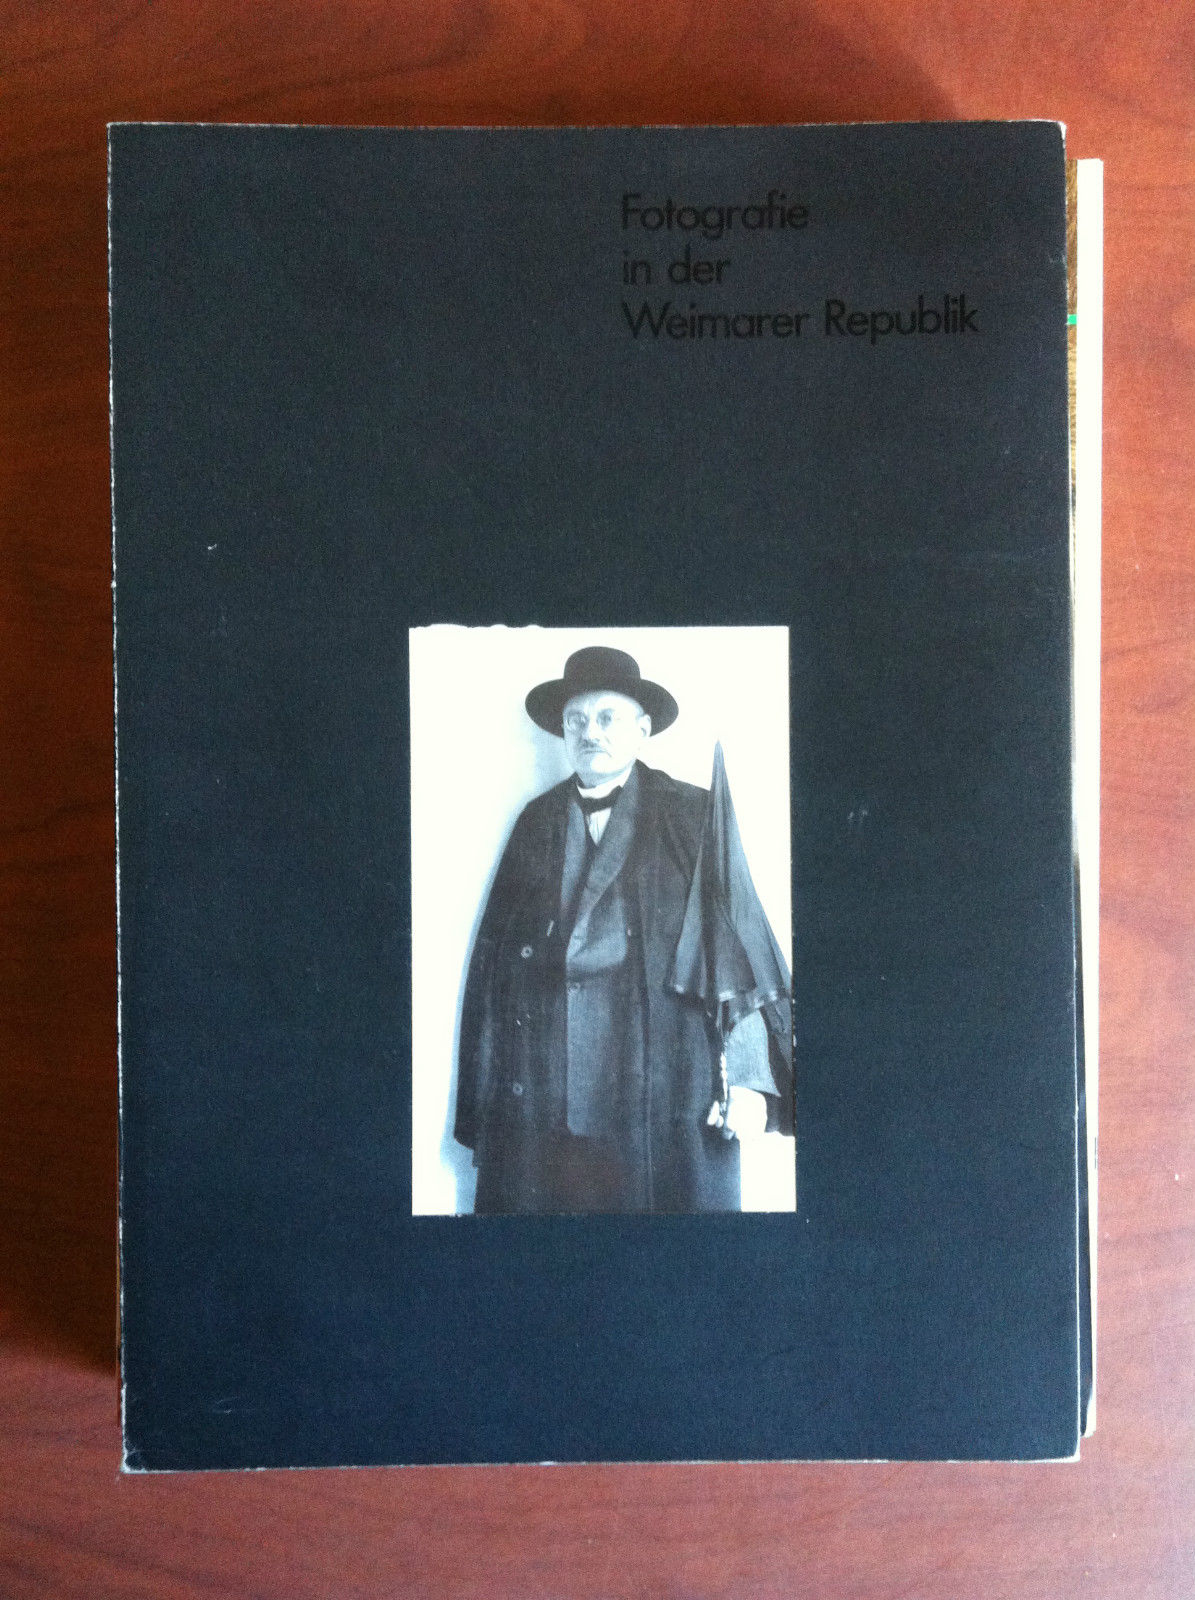 Fotografie
in der
Weimarer Republik